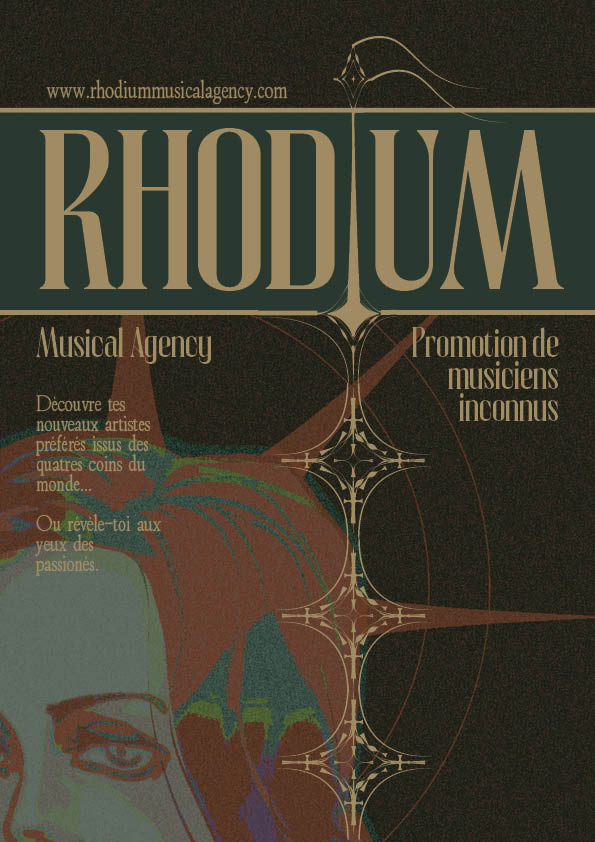 www.rhodiummusicalagency.com
RHODIUM
Musical Agency
Promotion de
musiciens
inconnus
Découvre tes
nouveaux artistes
préférés issus des
quatres coins du
monde...
Ou révèle-toi aux
yeux des
passionés.